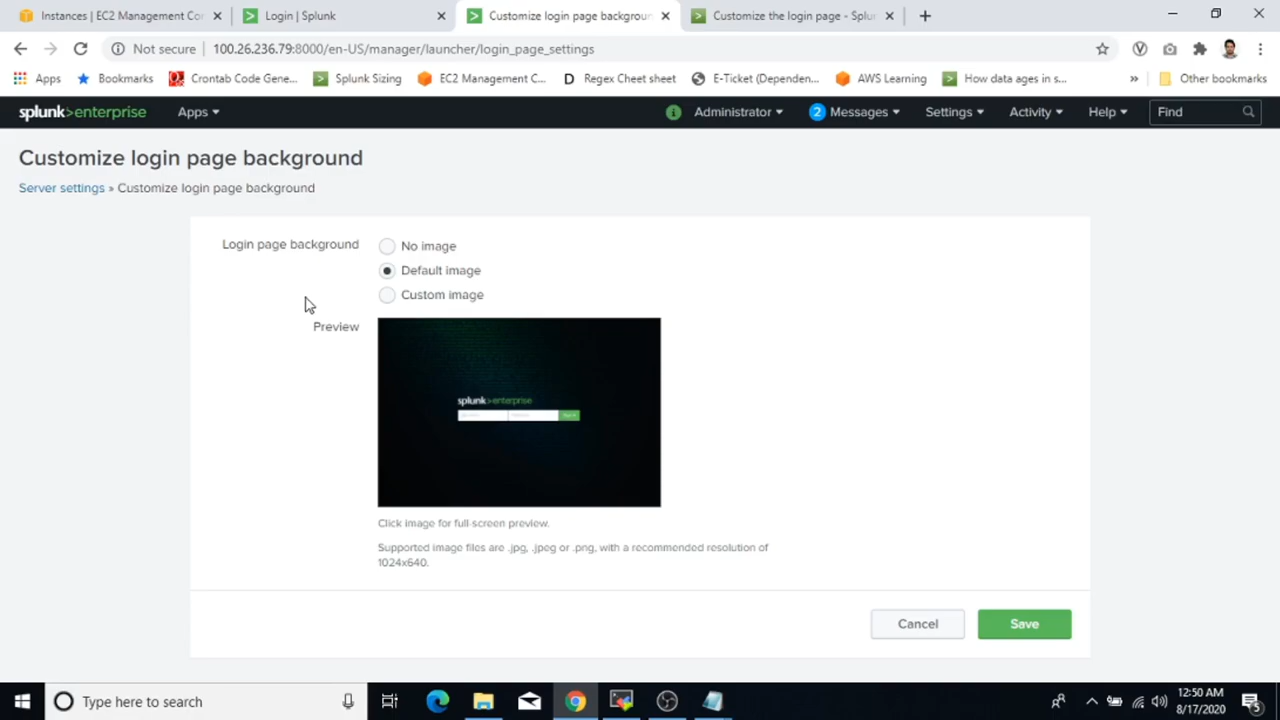 Instances | EC2 Management Con
Login | Splunk
Customize login page backgroun
Customize the login page - Splu
Not secure
100.26.236.79:8000/en-US/manager/launcher/login_page_settings
Apps
Bookmarks
Crontab Code Gene...
Splunk Sizing
EC2 Management C...
Regex Cheet sheet
E-Ticket (Dependen...
AWS Learning
How data ages in s...
»
Other bookmarks
splunk>enterprise
Apps
Administrator
2 Messages
Settings
Activity
Help
Find
Customize login page background
Server settings » Customize login page background
Login page background
No image
Default image
Custom image
Preview
splunk>enterprise
Click image for full-screen preview.
Supported image files are .jpg, .jpeg or .png, with a recommended resolution of
1024x640.
Cancel
Save
Type here to search
12:50 AM
8/17/2020
5